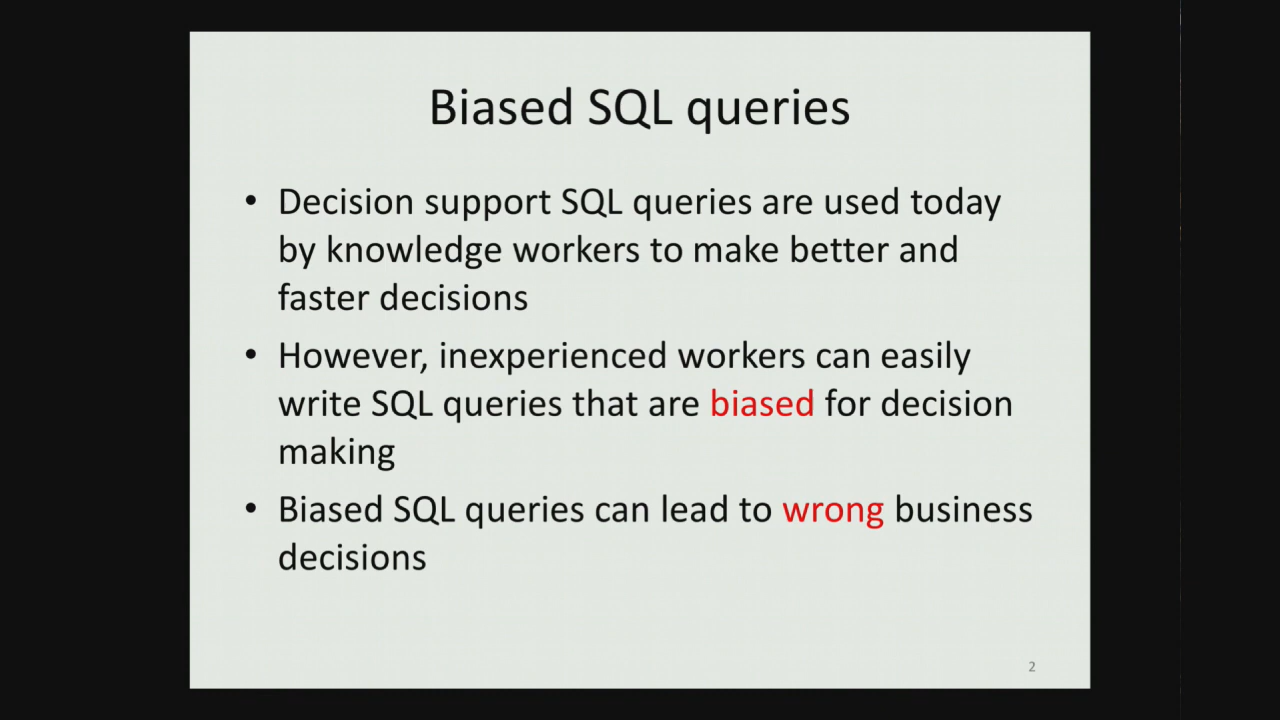 Biased SQL queries
• Decision support SQL queries are used today
by knowledge workers to make better and
faster decisions
• However, inexperienced workers can easily
write SQL queries that are biased for decision
making
• Biased SQL queries can lead to wrong business
decisions
2